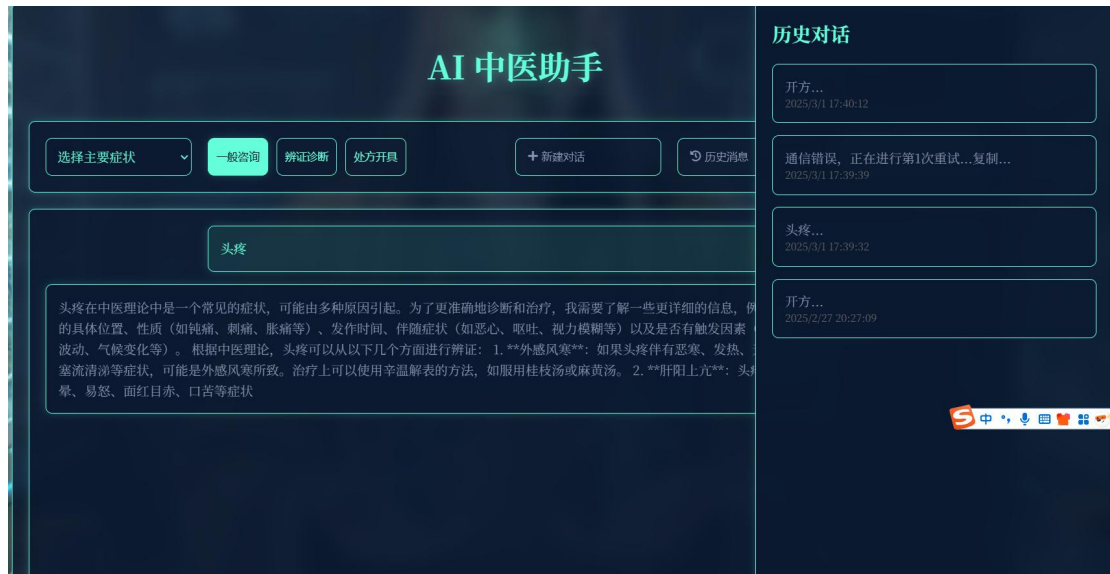 AI 中医助手
选择主要症状
一般咨询
辨证诊断
处方开具
新建对话
历史消息
头疼
头疼在中医理论中是一个常见的症状，可能由多种原因引起。为了更准确地诊断和治疗，我需要了解一些更详细的信息，例
的具体位置、性质（如钝痛、刺痛、胀痛等）、发作时间、伴随症状（如恶心、呕吐、视力模糊等）以及是否有触发因素（
波动、气候变化等）。 根据中医理论，头疼可以从以下几个方面进行辨证： 1. **外感风寒**: 如果头疼伴有恶寒、发热、
塞流清涕等症状，可能是外感风寒所致。治疗上可以使用辛温解表的方法，如服用桂枝汤或麻黄汤。 2. **肝阳上亢**: 头疼
晕、易怒、面红目赤、口苦等症状
历史对话
开方...
2025/3/1 17:40:12
通信错误，正在进行第1次重试...复制...
2025/3/1 17:39:39
头疼...
2025/3/1 17:39:32
开方...
2025/2/27 20:27:09
中